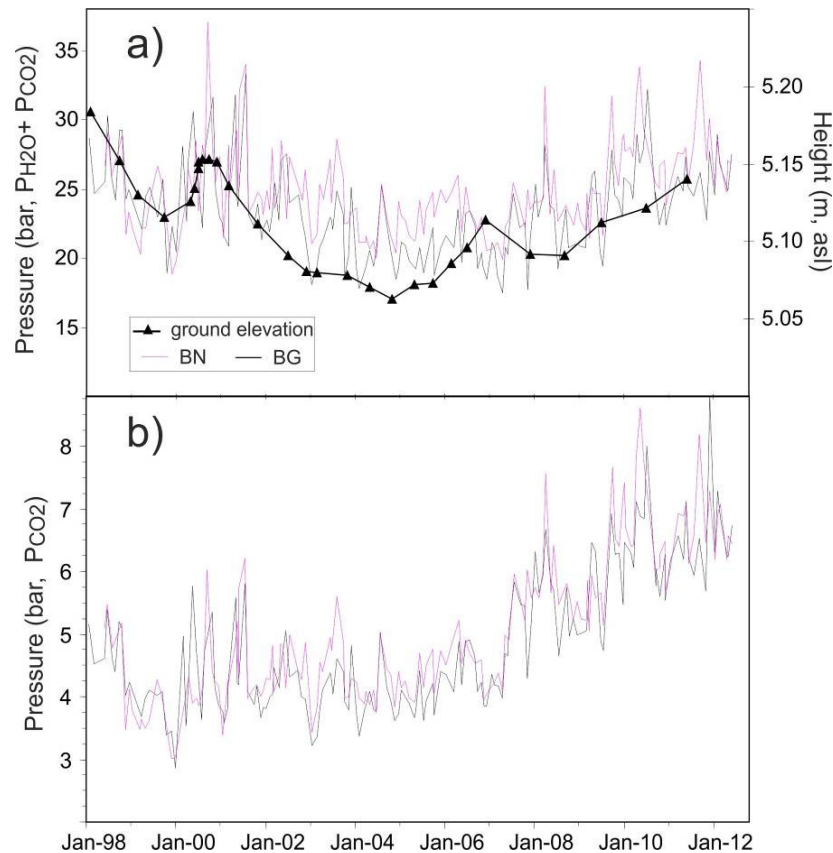 a)
35
30
25
20
15
Pressure (bar, PH2O+ PCO2)
5.20
5.15
5.10
5.05
Height (m, asl)
ground elevation
BN BG
b)
8
7
6
5
4
3
Pressure (bar, PCO2)
Jan-98 Jan-00 Jan-02 Jan-04 Jan-06 Jan-08 Jan-10 Jan-12